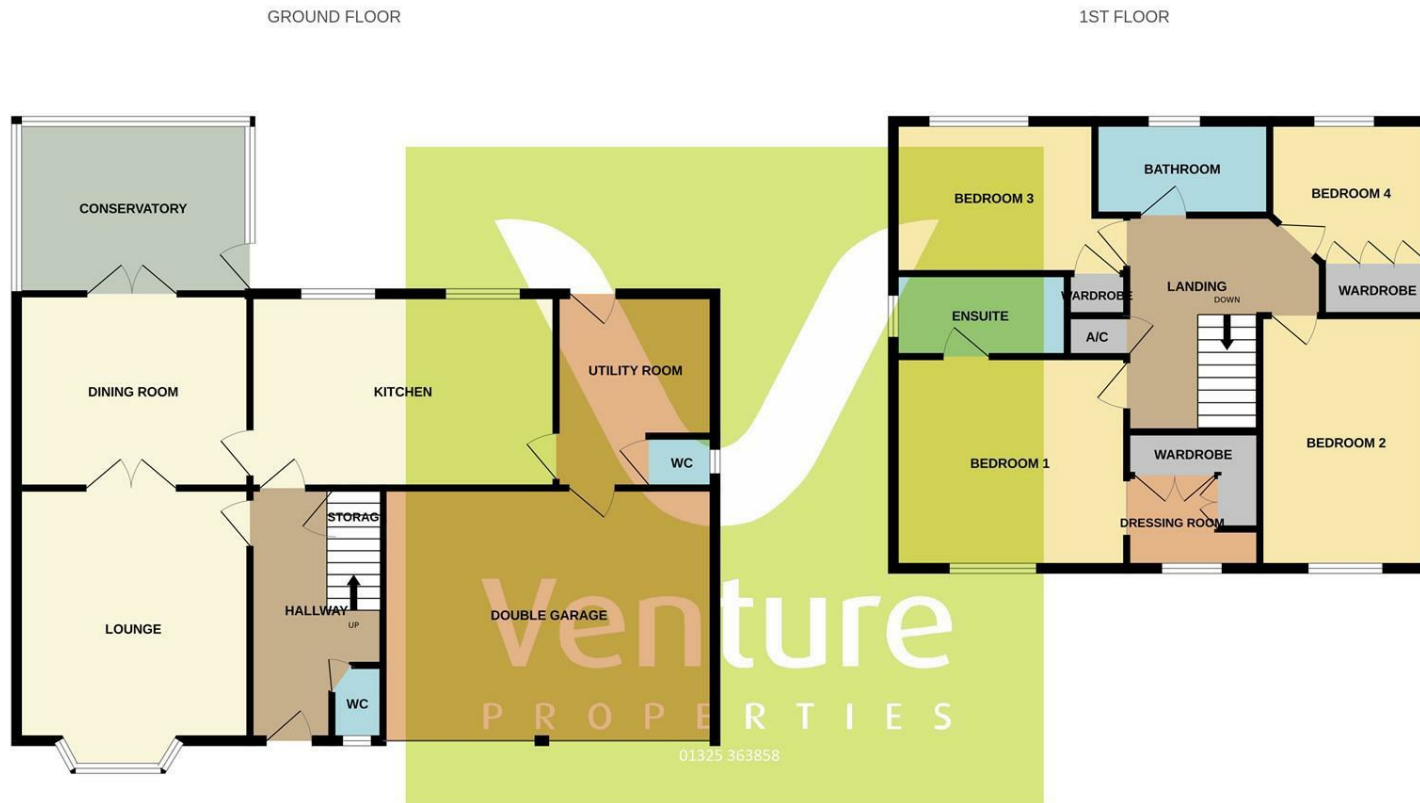 GROUND FLOOR
1ST FLOOR
CONSERVATORY
DINING ROOM
KITCHEN
UTILITY ROOM
WC
LOUNGE
HALLWAY
STORAG
UP
WC
DOUBLE GARAGE
BEDROOM 3
BATHROOM
BEDROOM 4
WARDROBE
LANDING
DOWN
WARDROBE
ENSUITE
A/C
BEDROOM 1
WARDROBE
DRESSING ROOM
BEDROOM 2
Venture
PROPERTIES
01325 363858